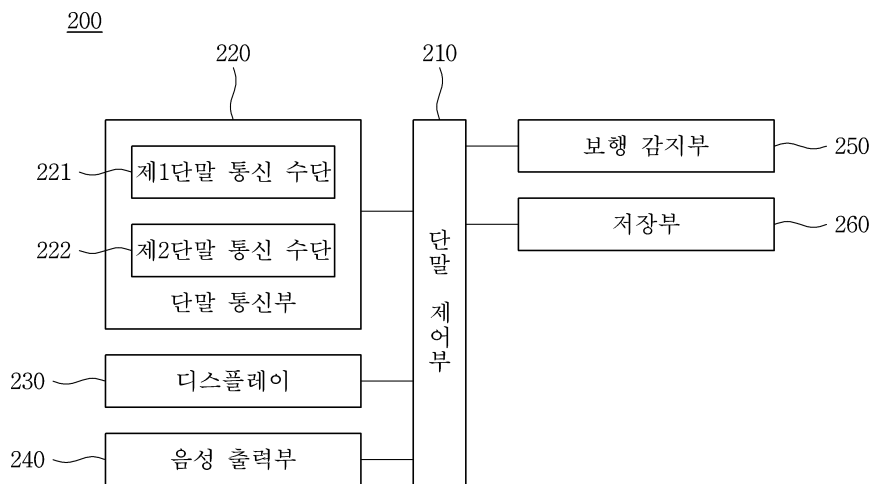 200
220
210
221
제1단말 통신 수단
222
제2단말 통신 수단
단말 통신부
230
디스플레이
240
음성 출력부
단말 제어부
보행 감지부
250
저장부
260